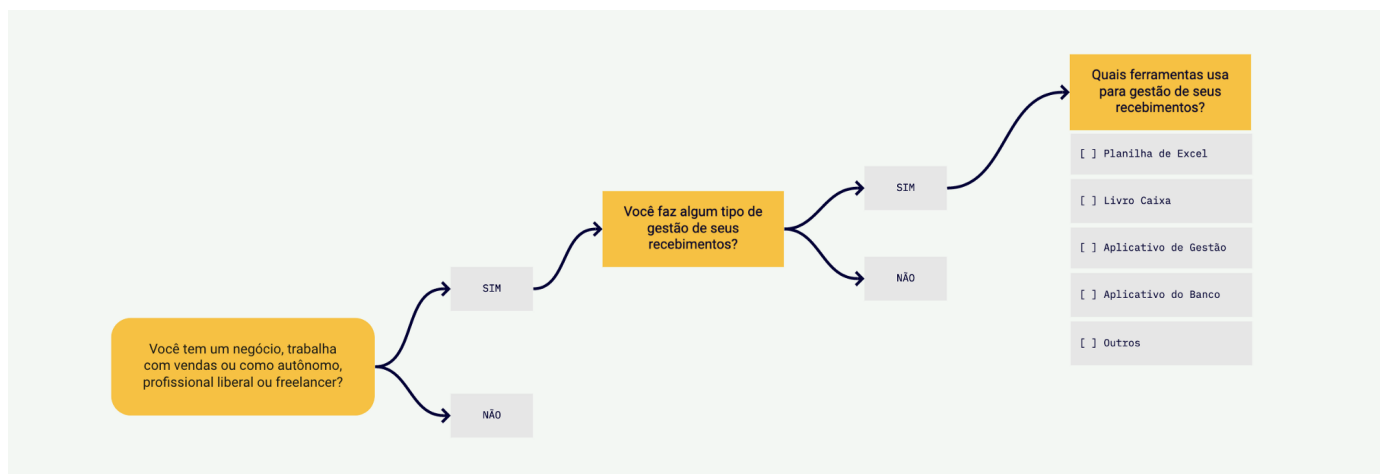 Você tem um negócio, trabalha
com vendas ou como autônomo,
profissional liberal ou freelancer?
SIM
NÃO
Você faz algum tipo de
gestão de seus
recebimentos?
SIM
NÃO
Quais ferramentas usa
para gestão de seus
recebimentos?
[ ] Planilha de Excel
[ ] Livro Caixa
[ ] Aplicativo de Gestão
[ ] Aplicativo do Banco
[ ] Outros